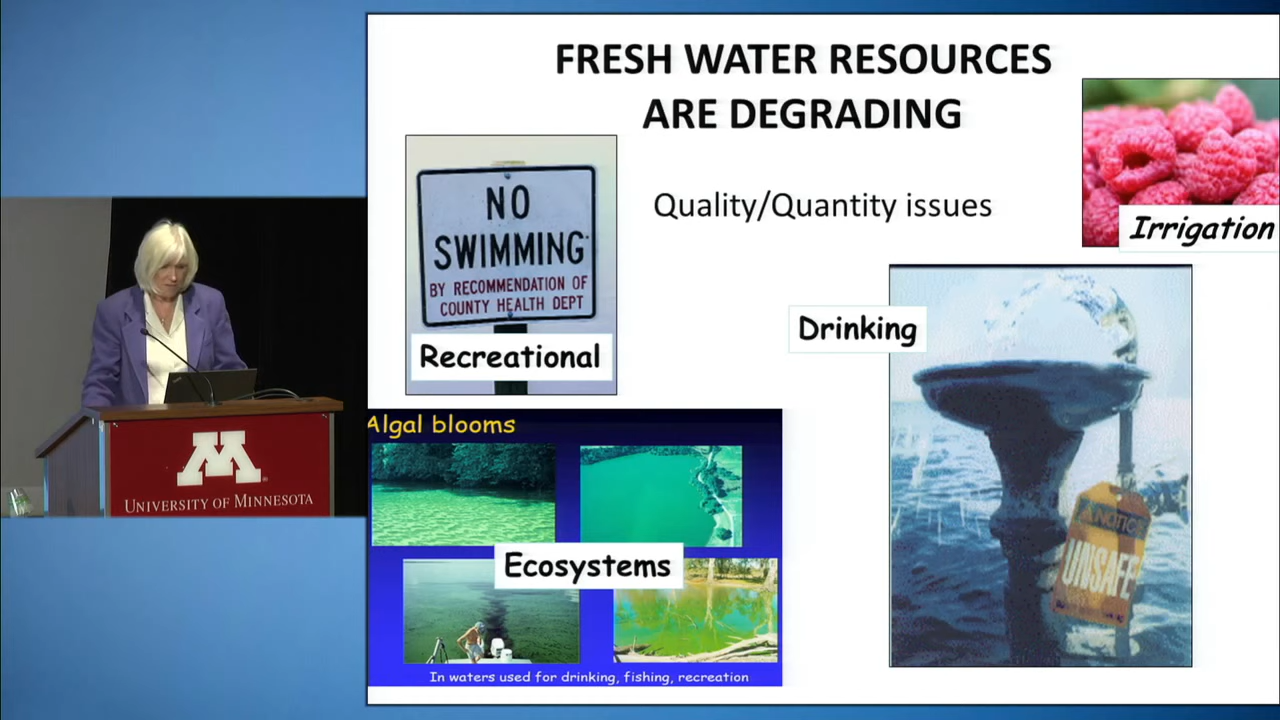 FRESH WATER RESOURCES
ARE DEGRADING
Quality/Quantity issues
NO
SWIMMING
BY RECOMMENDATION OF
COUNTY HEALTH DEPT
Recreational
Irrigation
Drinking
NOTICE
UNSAFE
Algal blooms
Ecosystems
In waters used for drinking, fishing, recreation
M
UNIVERSITY OF MINNESOTA